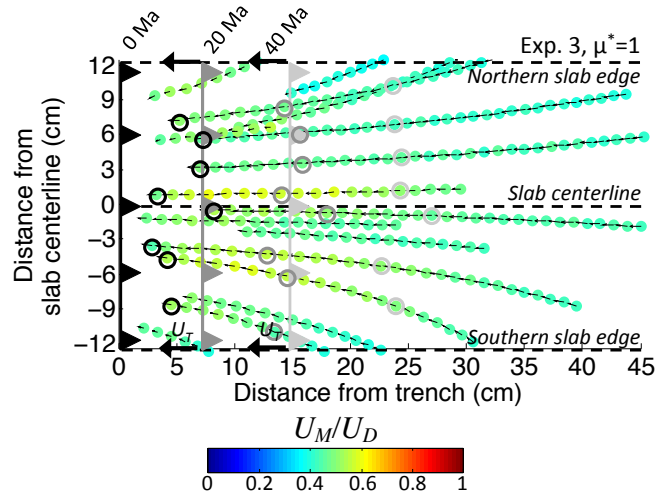 0 Ma
20 Ma
40 Ma
Exp. 3, μ*=1
Northern slab edge
Slab centerline
Southern slab edge
U_T
U_T
12
9
6
3
0
−3
−6
−9
−12
Distance from
slab centerline (cm)
0 5 10 15 20 25 30 35 40 45
Distance from trench (cm)
U_M/U_D
0 0.2 0.4 0.6 0.8 1